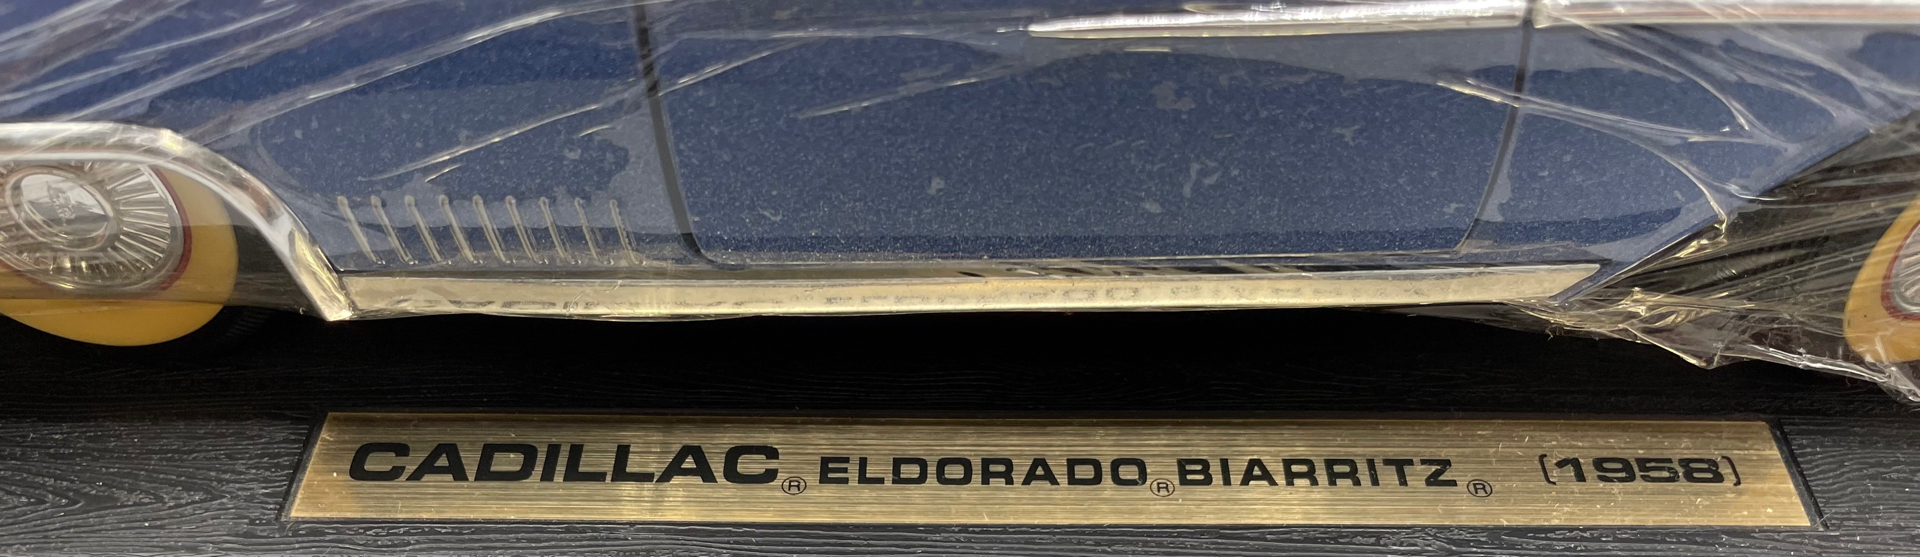 CADILLAC® ELDORADO® BIARRITZ® (1958)